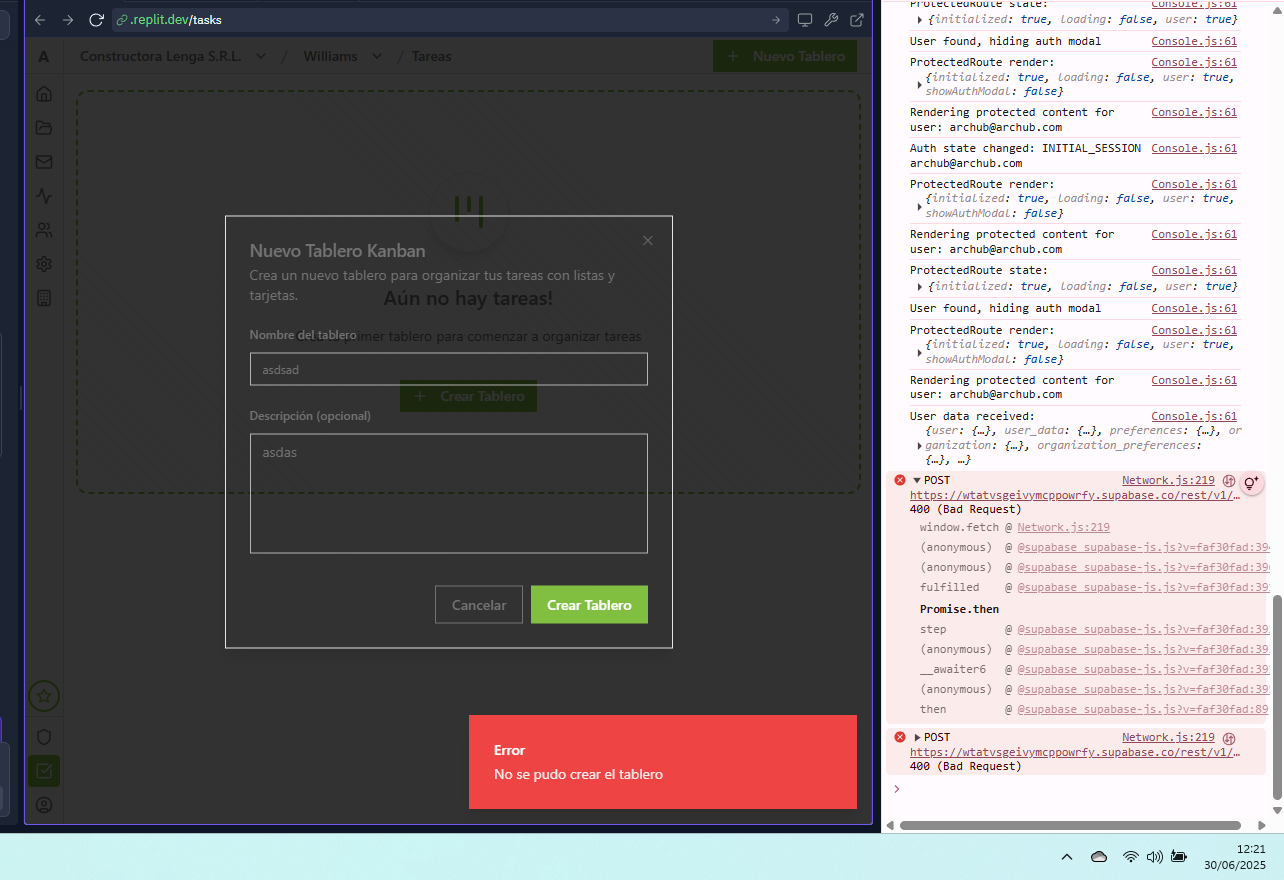 .replit.dev/tasks
A
Constructora Lenga S.R.L. / Williams / Tareas
+ Nuevo Tablero
Nuevo Tablero Kanban
Crea un nuevo tablero para organizar tus tareas con listas y
tarjetas.
Aún no hay tareas!
Nombre del tablero
primer tablero para comenzar a organizar tareas
asdsad
+ Crear Tablero
Descripción (opcional)
asdas
Cancelar
Crear Tablero
Error
No se pudo crear el tablero
ProtectedRoute state: Console.js:61
{initialized: true, loading: false, user: true}
User found, hiding auth modal Console.js:61
ProtectedRoute render: Console.js:61
{initialized: true, loading: false, user: true,
showAuthModal: false}
Rendering protected content for Console.js:61
user: archub@archub.com
Auth state changed: INITIAL_SESSION Console.js:61
archub@archub.com
ProtectedRoute render: Console.js:61
{initialized: true, loading: false, user: true,
showAuthModal: false}
Rendering protected content for Console.js:61
user: archub@archub.com
ProtectedRoute state: Console.js:61
{initialized: true, loading: false, user: true}
User found, hiding auth modal Console.js:61
ProtectedRoute render: Console.js:61
{initialized: true, loading: false, user: true,
showAuthModal: false}
Rendering protected content for Console.js:61
user: archub@archub.com
User data received: Console.js:61
{user: {…}, user_data: {…}, preferences: {…}, or
ganization: {…}, organization_preferences:
{…}, …}
POST Network.js:219
https://wtatvsgeivymcppowrfy.supabase.co/rest/v1/…
400 (Bad Request)
window.fetch @ Network.js:219
(anonymous) @ @supabase_supabase-js.js?v=faf30fad:394
(anonymous) @ @supabase_supabase-js.js?v=faf30fad:396
fulfilled @ @supabase_supabase-js.js?v=faf30fad:39
Promise.then
step @ @supabase_supabase-js.js?v=faf30fad:39
(anonymous) @ @supabase_supabase-js.js?v=faf30fad:39
__awaiter6 @ @supabase_supabase-js.js?v=faf30fad:39
(anonymous) @ @supabase_supabase-js.js?v=faf30fad:39
then @ @supabase_supabase-js.js?v=faf30fad:89
POST Network.js:219
https://wtatvsgeivymcppowrfy.supabase.co/rest/v1/…
400 (Bad Request)
12:21
30/06/2025